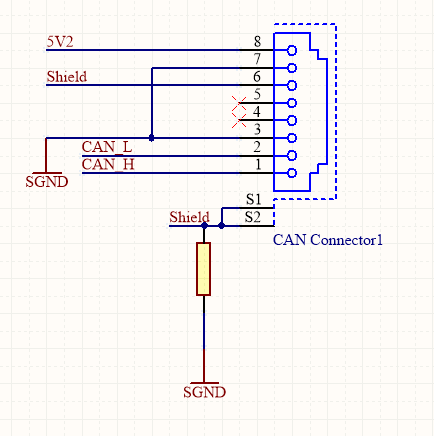 5V2 8
7
Shield 6
5
4
3
CAN_L 2
CAN_H 1
SGND
S1
Shield S2
CAN Connector1
SGND